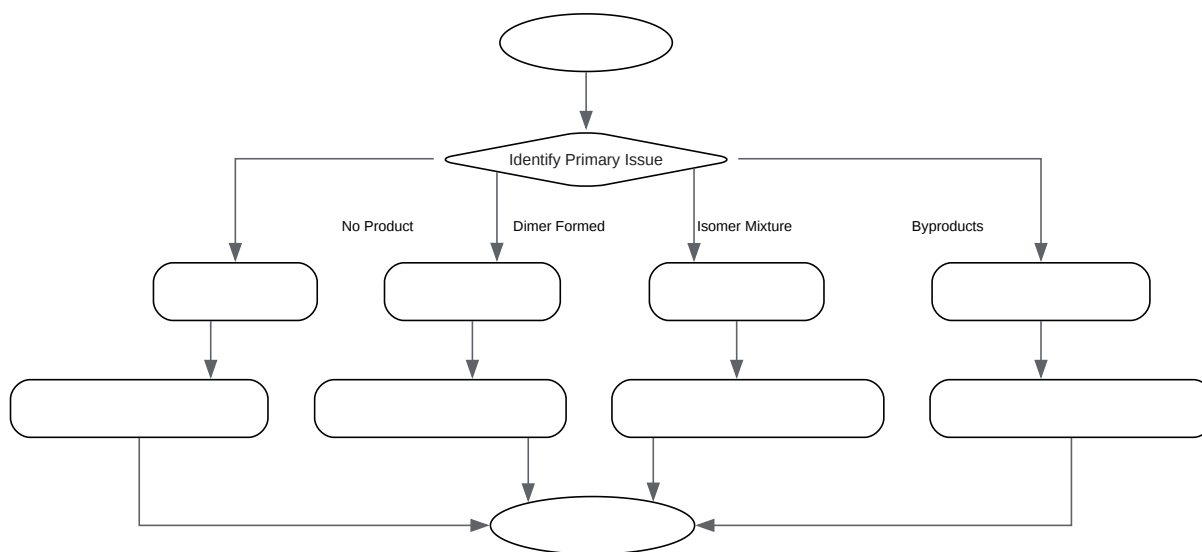 Identify Primary Issue
No Product
Dimer Formed
Isomer Mixture
Byproducts